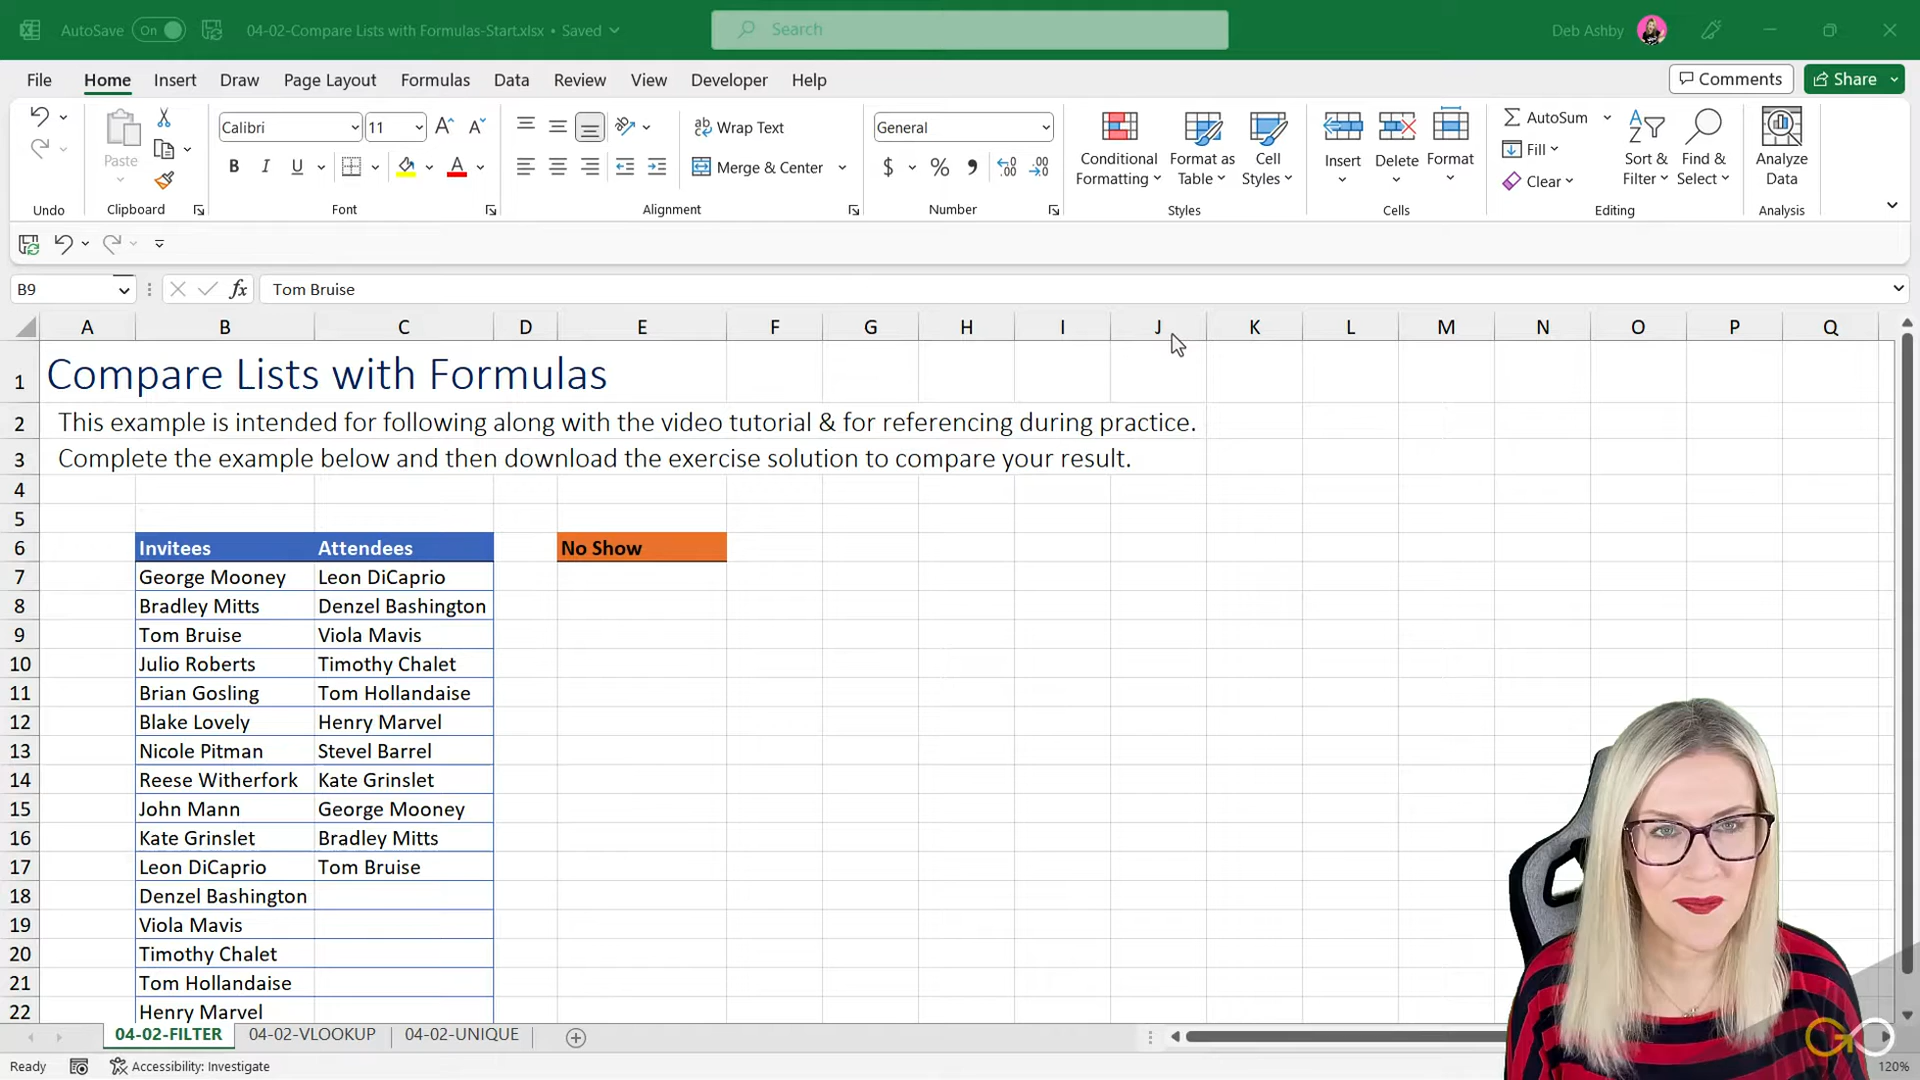 AutoSave On 04-02-Compare Lists with Formulas-Start.xlsx • Saved Search Deb Ashby
File Home Insert Draw Page Layout Formulas Data Review View Developer Help Comments Share
Calibri 11 Wrap Text General AutoSum
Paste B I U Merge & Center $ % , Conditional Formatting Format as Table Cell Styles Insert Delete Format Fill Clear Sort & Filter Find & Select Analyze Data
Undo Clipboard Font Alignment Number Styles Cells Editing Analysis
B9 fx Tom Bruise
A B C D E F G H I J K L M N O P Q
1 Compare Lists with Formulas
2 This example is intended for following along with the video tutorial & for referencing during practice.
3 Complete the example below and then download the exercise solution to compare your result.
4
5
6 Invitees Attendees No Show
7 George Mooney Leon DiCaprio
8 Bradley Mitts Denzel Bashington
9 Tom Bruise Viola Mavis
10 Julio Roberts Timothy Chalet
11 Brian Gosling Tom Hollandaise
12 Blake Lovely Henry Marvel
13 Nicole Pitman Stevel Barrel
14 Reese Witherfork Kate Grinslet
15 John Mann George Mooney
16 Kate Grinslet Bradley Mitts
17 Leon DiCaprio Tom Bruise
18 Denzel Bashington
19 Viola Mavis
20 Timothy Chalet
21 Tom Hollandaise
22 Henry Marvel
04-02-FILTER 04-02-VLOOKUP 04-02-UNIQUE
Ready Accessibility: Investigate 120%
GO